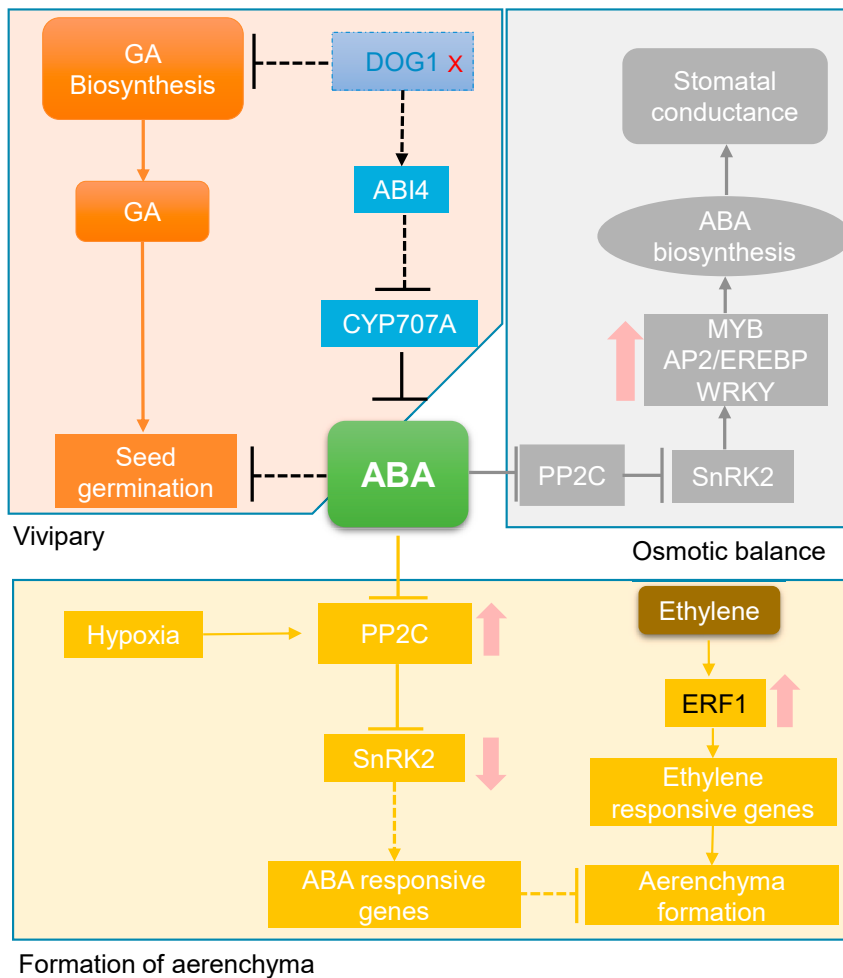 GA
Biosynthesis
DOG1 X
GA
ABI4
CYP707A
Seed
germination
ABA
Vivipary
Stomatal
conductance
ABA
biosynthesis
MYB
AP2/EREBP
WRKY
PP2C
SnRK2
Osmotic balance
Hypoxia
PP2C
SnRK2
ABA responsive
genes
Ethylene
ERF1
Ethylene
responsive genes
Aerenchyma
formation
Formation of aerenchyma